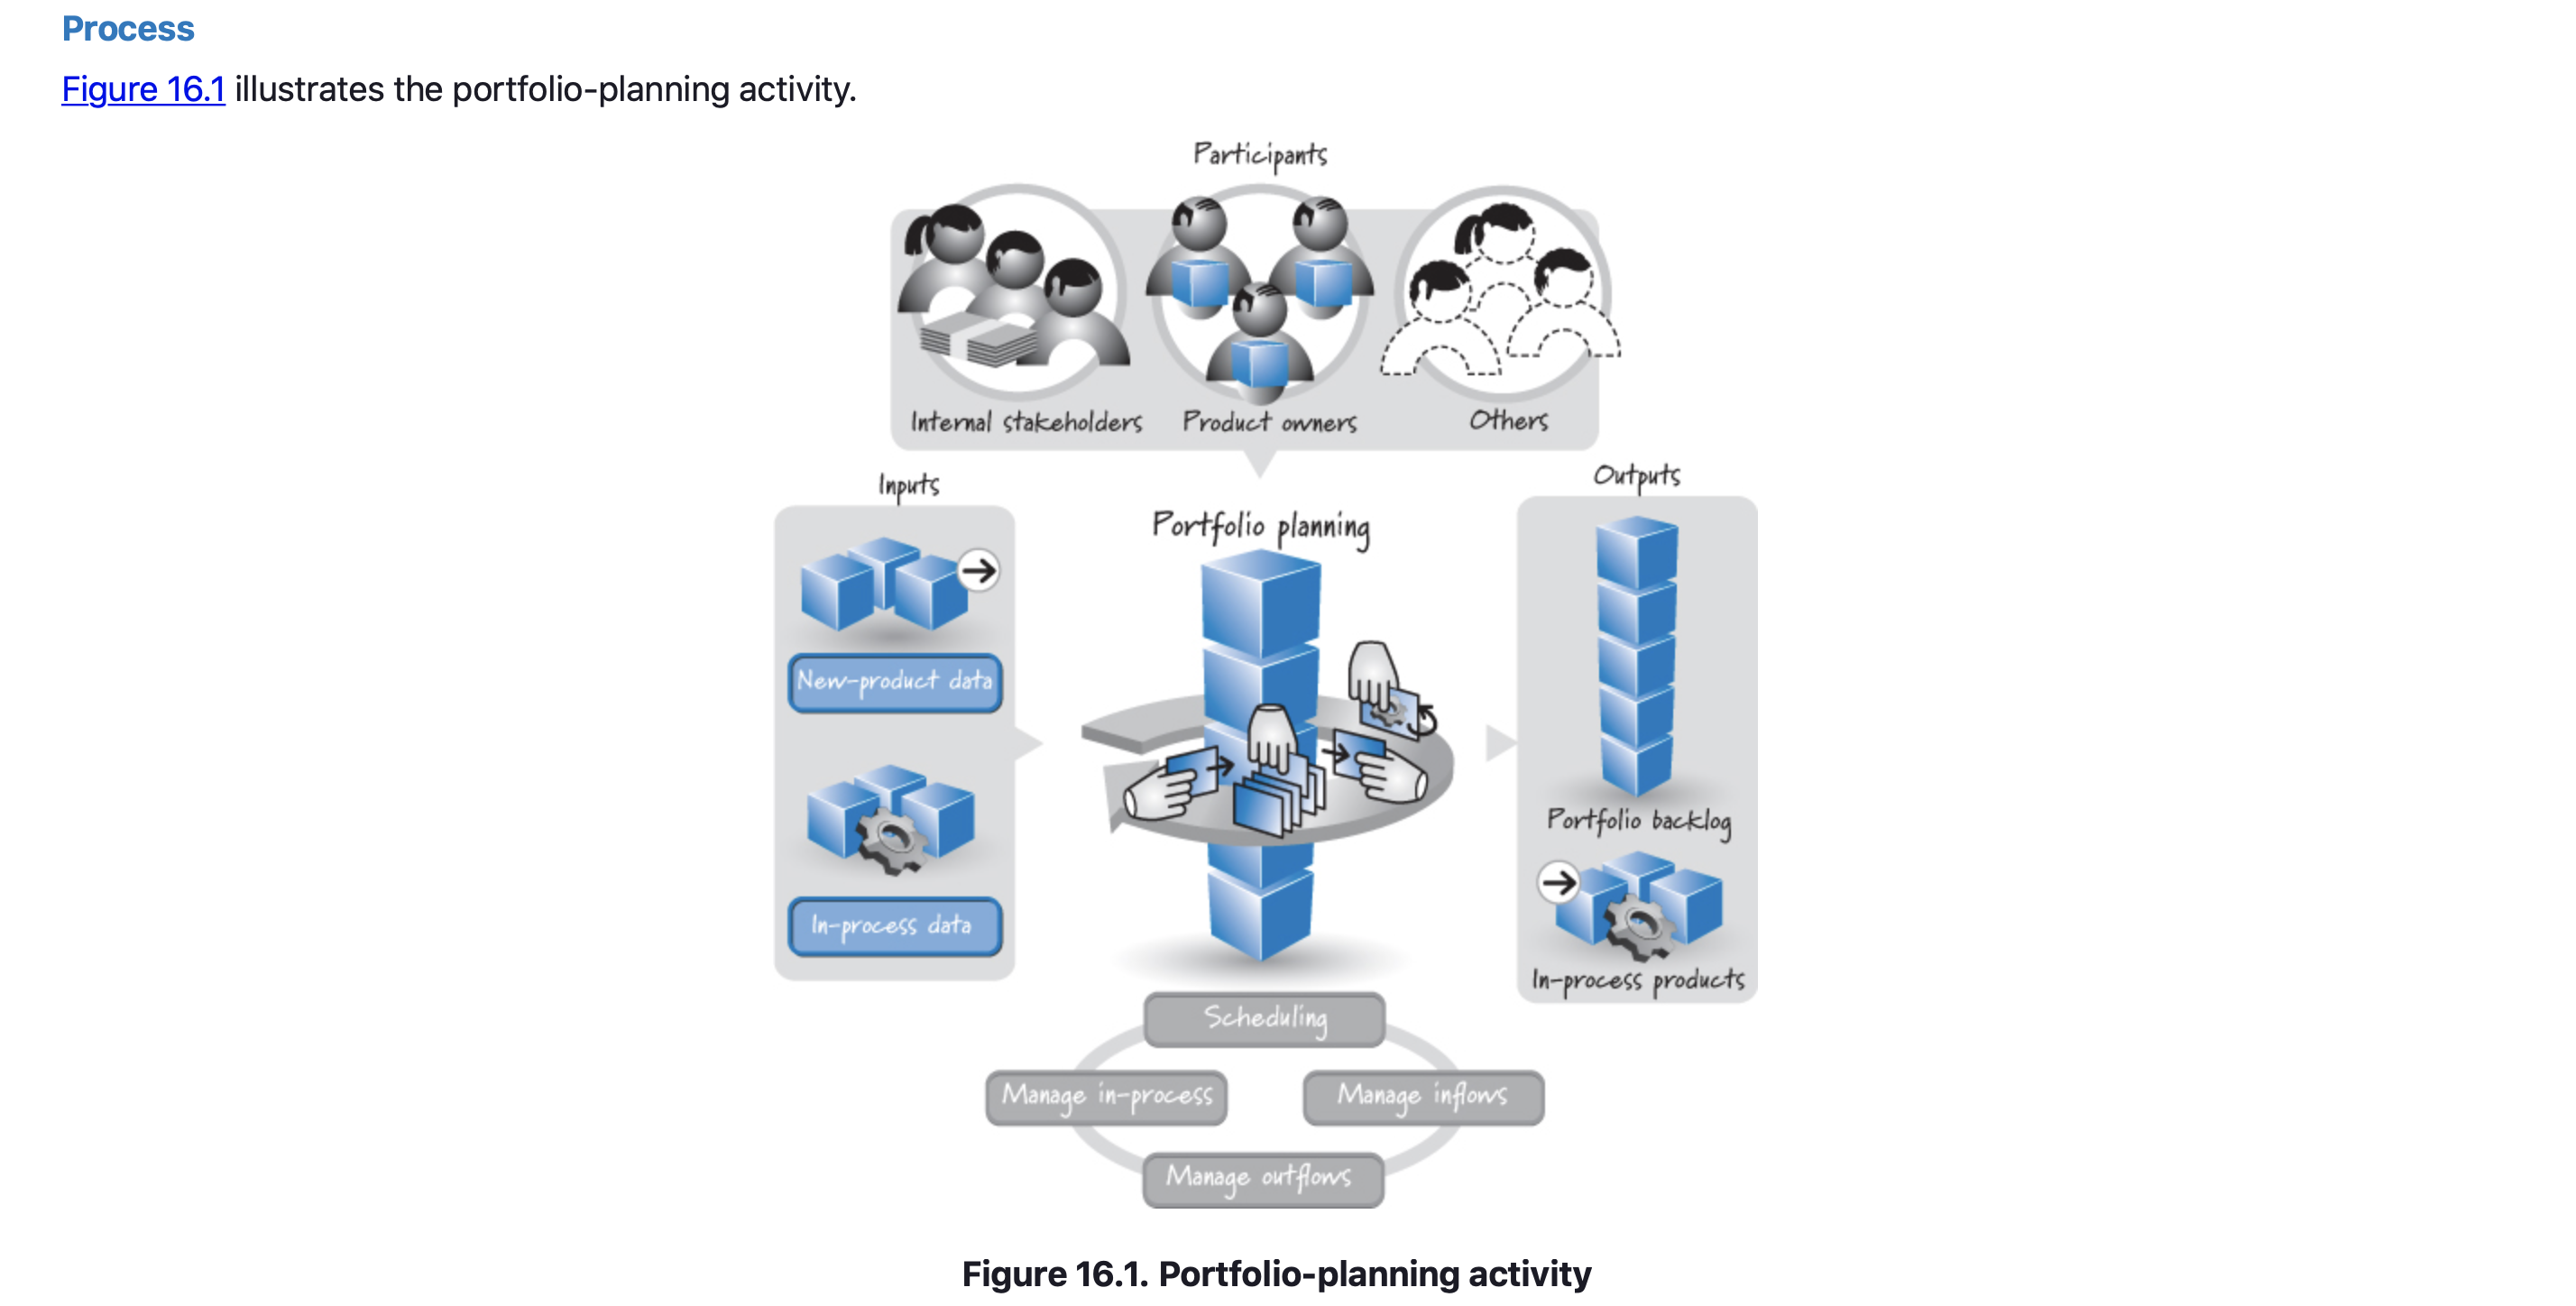 Process
Figure 16.1 illustrates the portfolio-planning activity.
Participants
Internal stakeholders
Product owners
Others
Inputs
New-product data
In-process data
Portfolio planning
Outputs
Portfolio backlog
In-process products
Scheduling
Manage in-process
Manage inflows
Manage outflows
Figure 16.1. Portfolio-planning activity